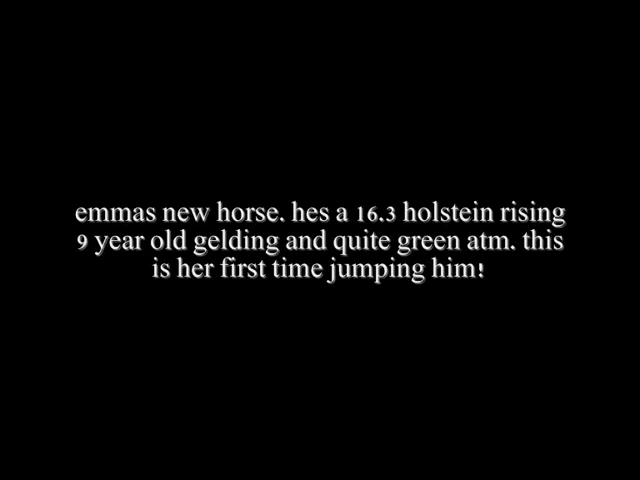 emmas new horse. hes a 16.3 holstein rising
9 year old gelding and quite green atm. this
is her first time jumping him!